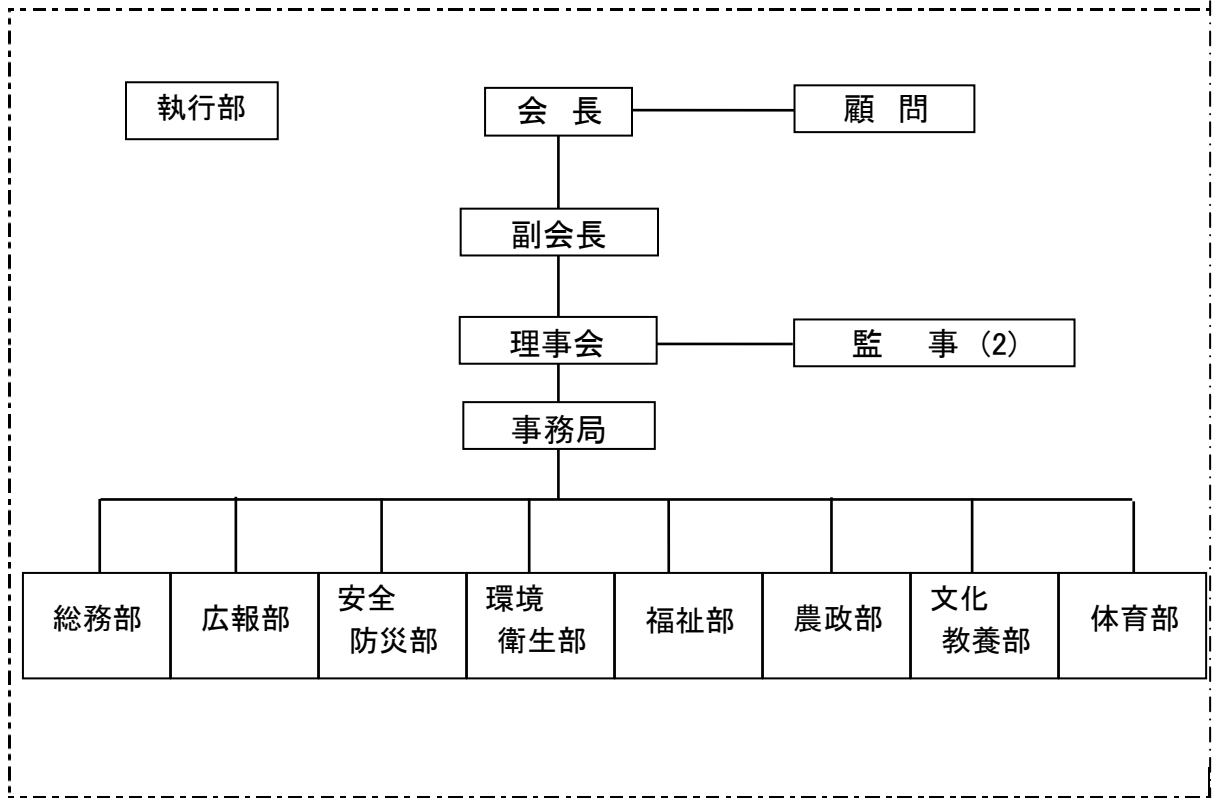 執行部
会 長
顧 問
副会長
理事会
監 事 (2)
事務局
総務部
広報部
安全
防災部
環境
衛生部
福祉部
農政部
文化
教養部
体育部